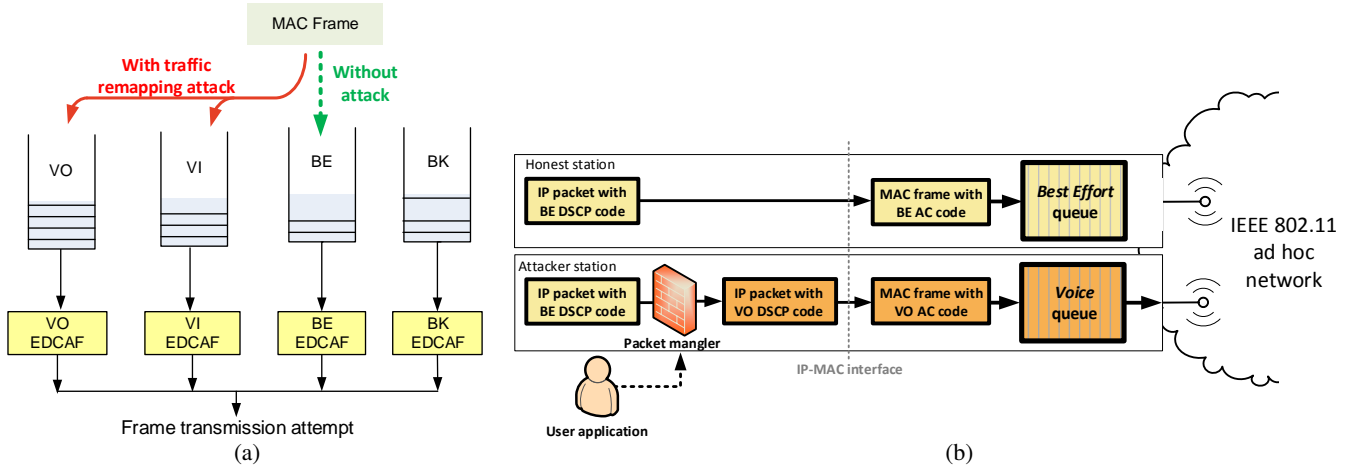 MAC Frame
With traffic
remapping attack
Without
attack
VO
VI
BE
BK
VO
EDCAF
VI
EDCAF
BE
EDCAF
BK
EDCAF
Frame transmission attempt
(a)
Honest station
IP packet with
BE DSCP code
MAC frame with
BE AC code
Best Effort
queue
Attacker station
IP packet with
BE DSCP code
Packet mangler
IP packet with
VO DSCP code
MAC frame with
VO AC code
Voice
queue
IEEE 802.11
ad hoc
network
IP-MAC interface
User application
(b)